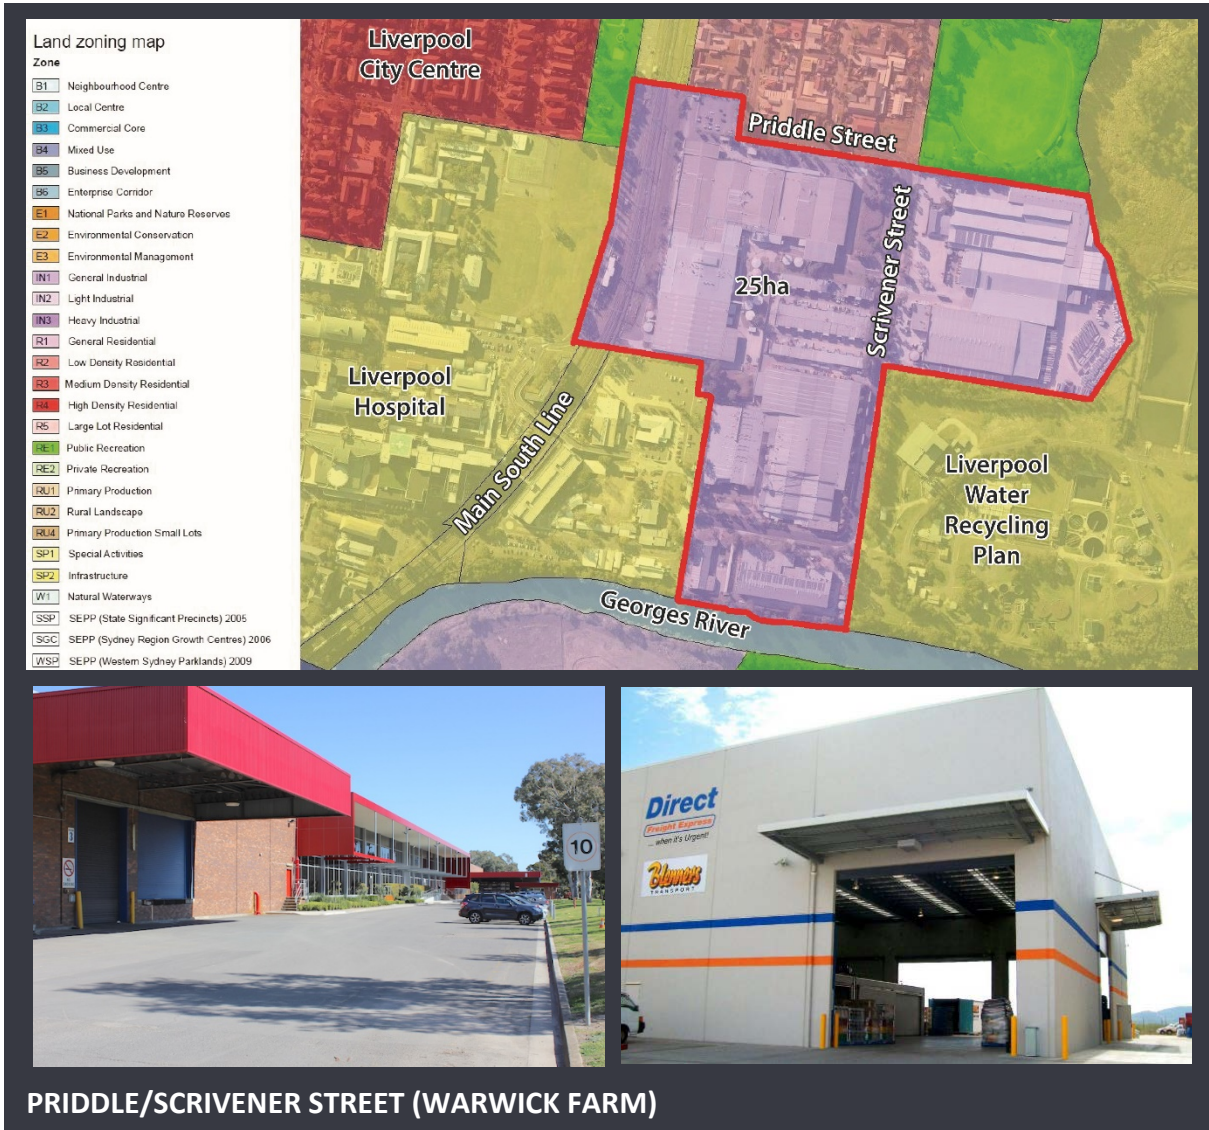 Land zoning map
Zone
B1 Neighbourhood Centre
B2 Local Centre
B3 Commercial Core
B4 Mixed Use
B5 Business Development
B6 Enterprise Corridor
E1 National Parks and Nature Reserves
E2 Environmental Conservation
E3 Environmental Management
IN1 General Industrial
IN2 Light Industrial
IN3 Heavy Industrial
R1 General Residential
R2 Low Density Residential
R3 Medium Density Residential
R4 High Density Residential
R5 Large Lot Residential
RE1 Public Recreation
RE2 Private Recreation
RU1 Primary Production
RU2 Rural Landscape
RU4 Primary Production Small Lots
SP1 Special Activities
SP2 Infrastructure
W1 Natural Waterways
SSP SEPP (State Significant Precincts) 2005
SGC SEPP (Sydney Region Growth Centres) 2006
WSP SEPP (Western Sydney Parklands) 2009
Liverpool
City Centre
Priddle Street
Scrivener Street
25ha
Liverpool
Hospital
Main South Line
Liverpool
Water
Recycling
Plan
Georges River
10
Direct
Freight Express
... when it's Urgent!
Blenners
TRANSPORT
PRIDDLE/SCRIVENER STREET (WARWICK FARM)